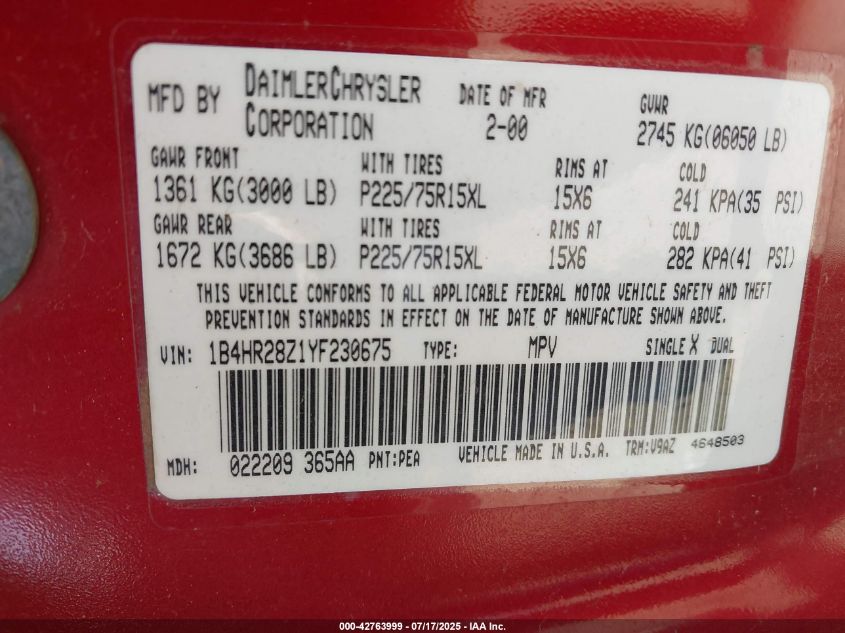 MFD BY DAIMLERCHRYSLER CORPORATION DATE OF MFR 2-00 GVWR 2745 KG(06050 LB)
GAWR FRONT WITH TIRES RIMS AT COLD
1361 KG(3000 LB) P225/75R15XL 15X6 241 KPA(35 PSI)
GAWR REAR WITH TIRES RIMS AT COLD
1672 KG(3686 LB) P225/75R15XL 15X6 282 KPA(41 PSI)
THIS VEHICLE CONFORMS TO ALL APPLICABLE FEDERAL MOTOR VEHICLE SAFETY AND THEFT
PREVENTION STANDARDS IN EFFECT ON THE DATE OF MANUFACTURE SHOWN ABOVE.
VIN: 1B4HR28Z1YF230675 TYPE: MPV SINGLE X DUAL
MDH: 022209 365AA PNT:PEA VEHICLE MADE IN U.S.A. TRM:V9AZ 4648503
000-42763999 - 07/17/2025 - IAA Inc.